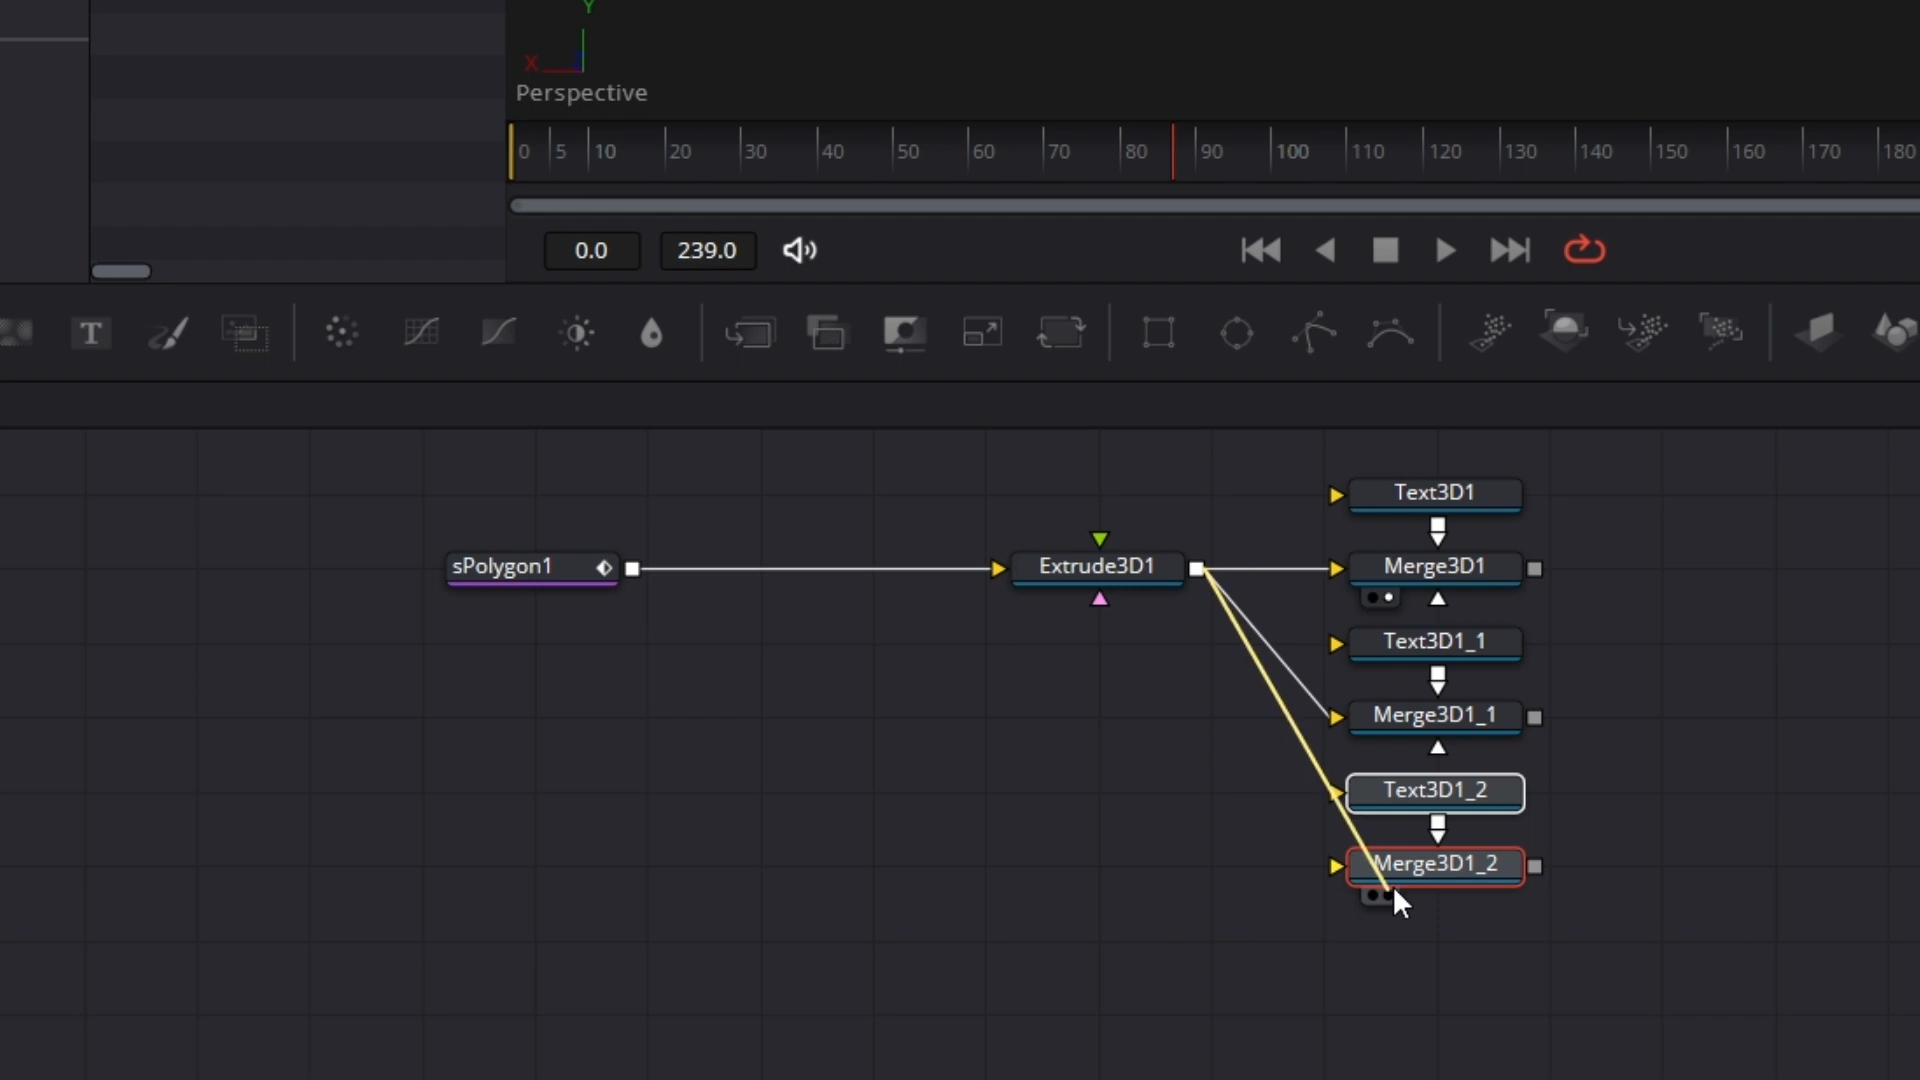 Y
X
Perspective
0 5 10 20 30 40 50 60 70 80 90 100 110 120 130 140 150 160 170 180
0.0 239.0
T
Text3D1
sPolygon1 Extrude3D1 Merge3D1
Text3D1_1
Merge3D1_1
Text3D1_2
Merge3D1_2